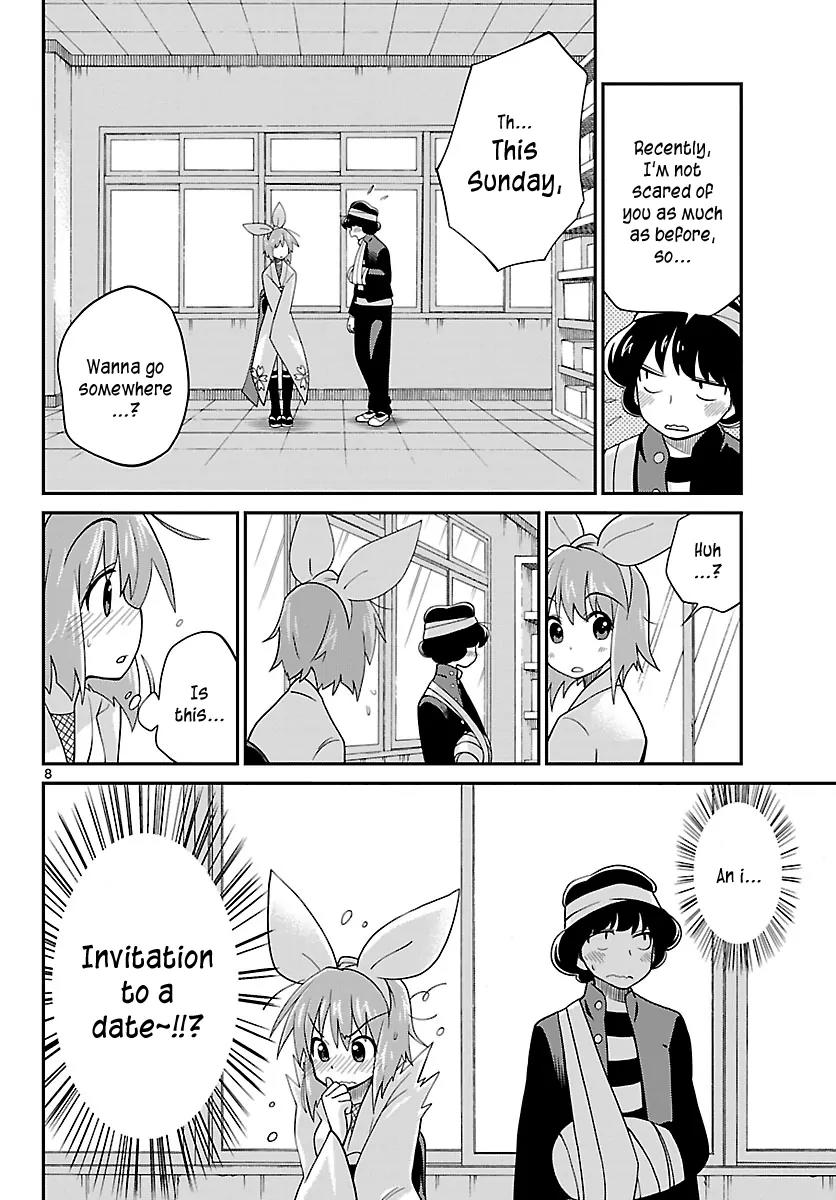 Recently,
I'm not
scared of
you as much
as before,
so...
Th...
This
Sunday,
Wanna go
somewhere
...?
Huh
...?
Is
this...
8
An i...
Invitation
to a
date~!!?